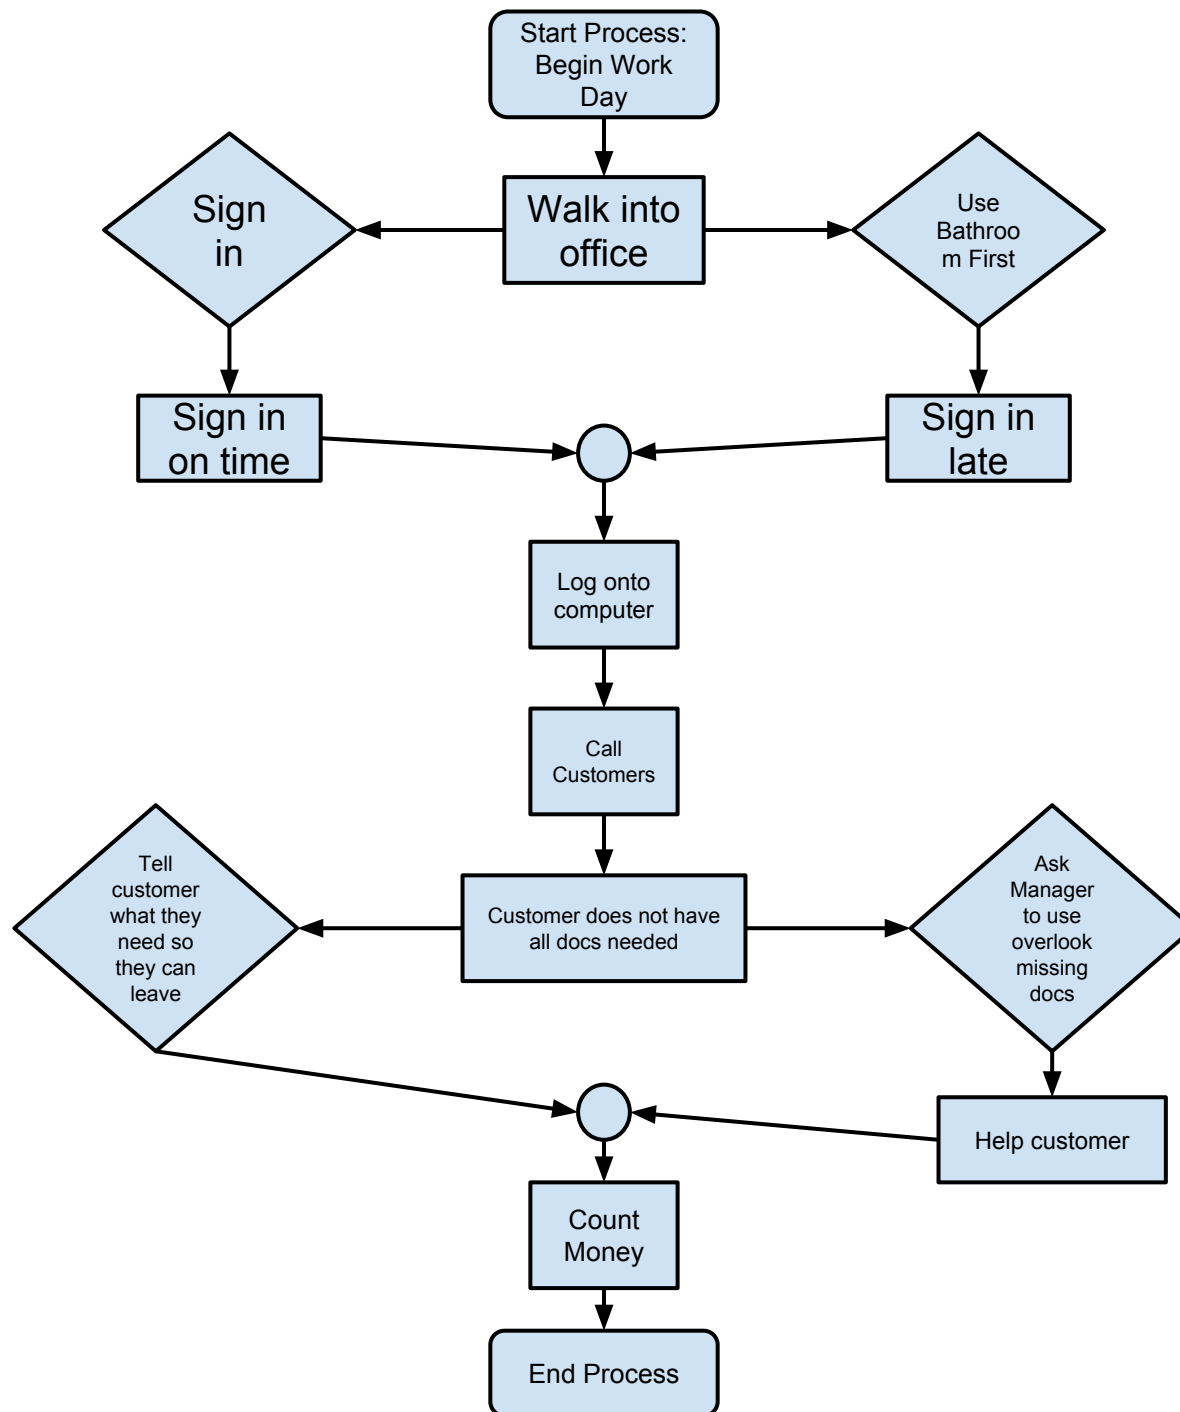 Start Process:
Begin Work
Day
Sign
in
Walk into
office
Use
Bathroo
m First
Sign in
on time
Sign in
late
Log onto
computer
Call
Customers
Tell
customer
what they
need so
they can
leave
Customer does not have
all docs needed
Ask
Manager
to use
overlook
missing
docs
Help customer
Count
Money
End Process